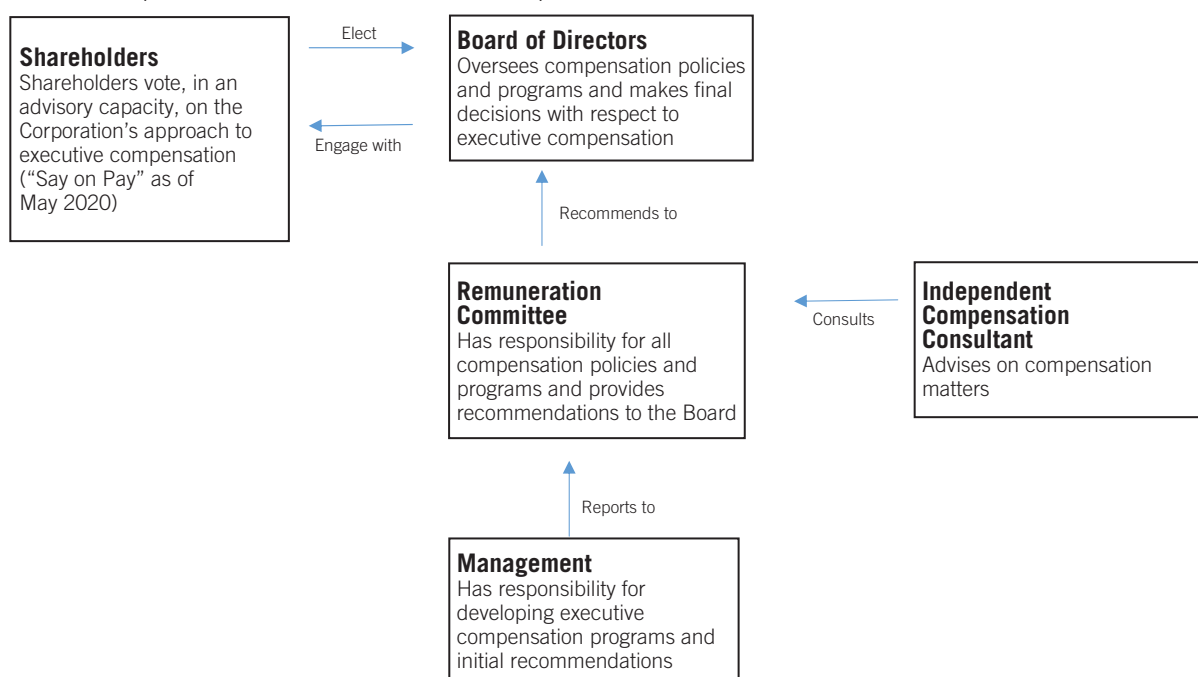 Shareholders
Shareholders vote, in an
advisory capacity, on the
Corporation's approach to
executive compensation
("Say on Pay" as of
May 2020)
Elect
Engage with
Board of Directors
Oversees compensation policies
and programs and makes final
decisions with respect to
executive compensation
Recommends to
Remuneration
Committee
Has responsibility for all
compensation policies and
programs and provides
recommendations to the Board
Consults
Independent
Compensation
Consultant
Advises on compensation
matters
Reports to
Management
Has responsibility for
developing executive
compensation programs and
initial recommendations